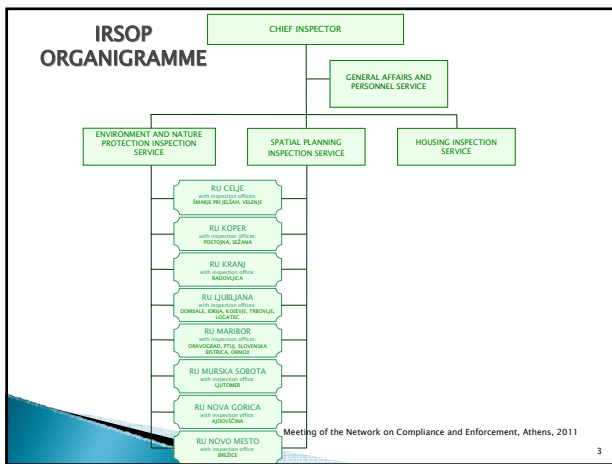 IRSOP
ORGANIGRAMME
CHIEF INSPECTOR
GENERAL AFFAIRS AND
PERSONNEL SERVICE
ENVIRONMENT AND NATURE
PROTECTION INSPECTION
SERVICE
SPATIAL PLANNING
INSPECTION SERVICE
HOUSING INSPECTION
SERVICE
RU CELJE
with inspection offices:
ŠMARJE PRI JELŠAH, VELENJE
RU KOPER
with inspection offices:
POSTOJNA, SEŽANA
RU KRANJ
with inspection office:
RADOVLJICA
RU LJUBLJANA
with inspection offices:
DOMŽALE, IDRIJA, KOČEVJE, TRBOVLJE,
LOGATEC
RU MARIBOR
with inspection offices:
DRAVOGRAD, PTUJ, SLOVENSKA
BISTRICA, ORMOŽ
RU MURSKA SOBOTA
with inspection office:
LJUTOMER
RU NOVA GORICA
with inspection office:
AJDOVŠČINA
RU NOVO MESTO
with inspection office:
BREŽICE
Meeting of the Network on Compliance and Enforcement, Athens, 2011
3